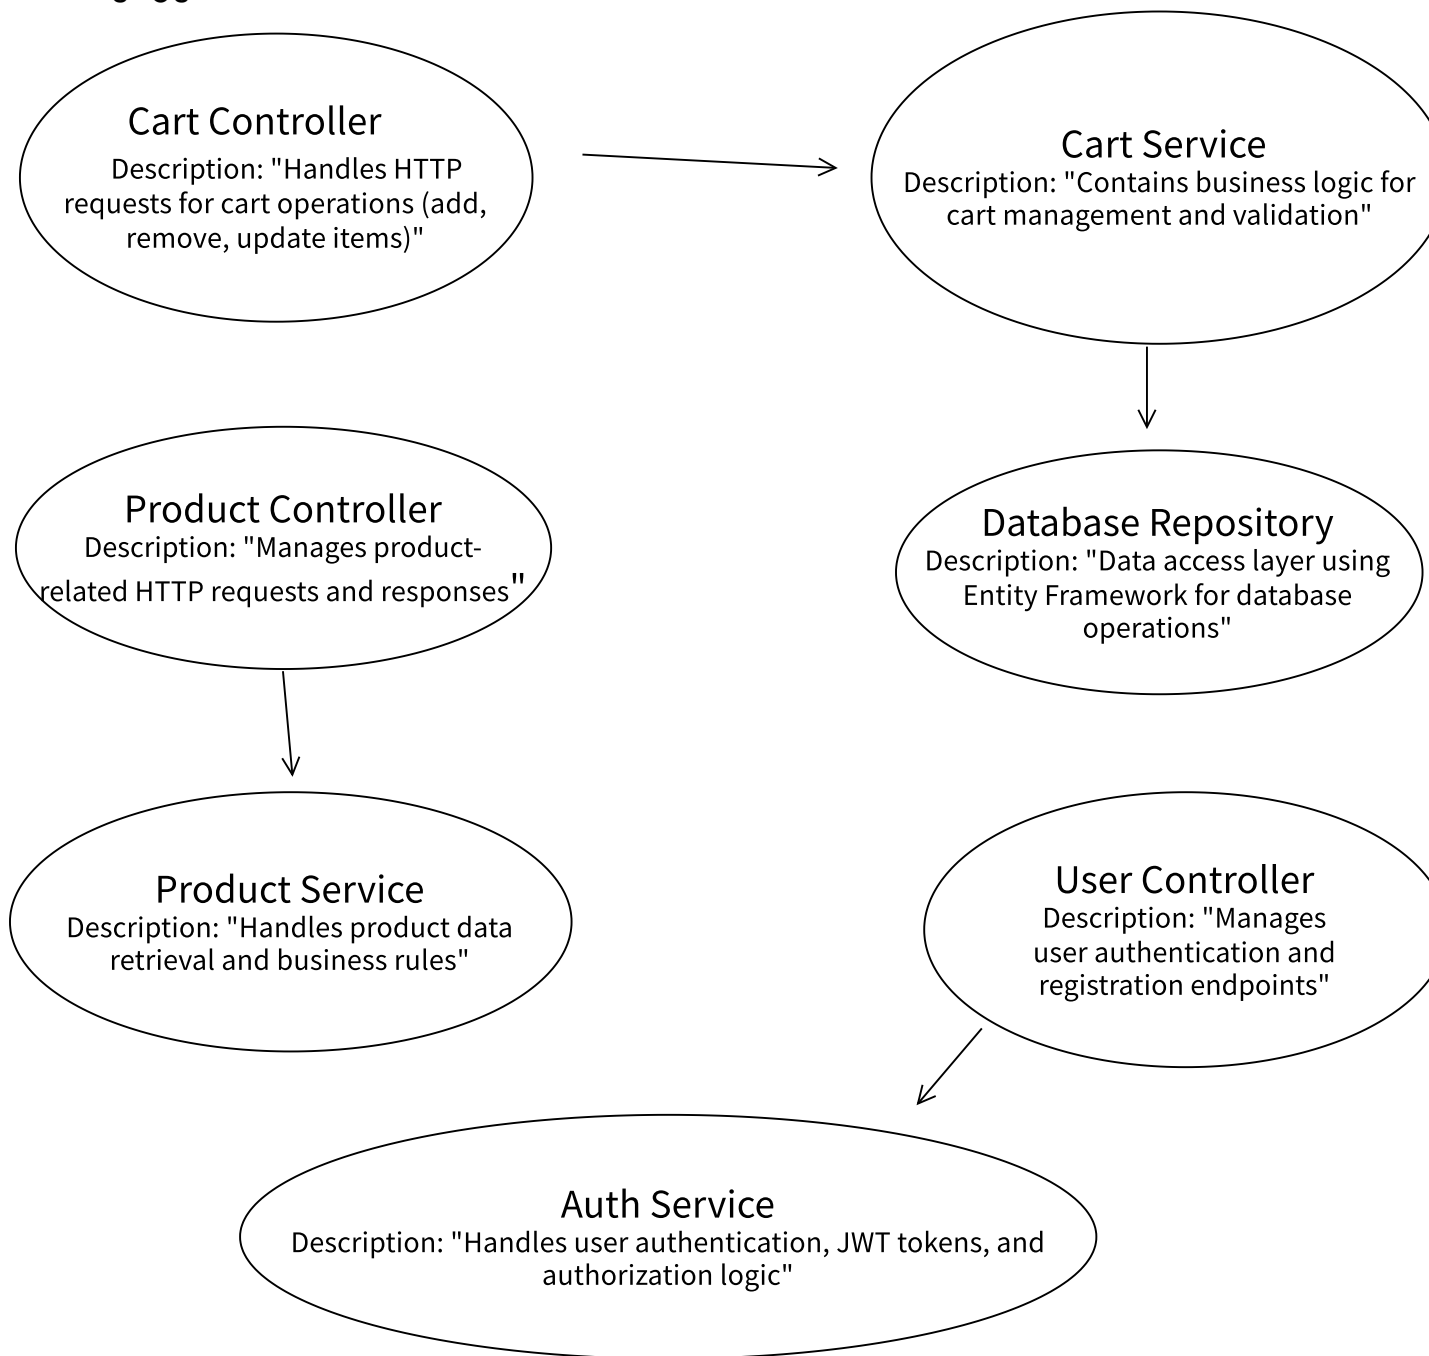 Cart Controller
Description: "Handles HTTP
requests for cart operations (add,
remove, update items)"
Cart Service
Description: "Contains business logic for
cart management and validation"
Product Controller
Description: "Manages product-
related HTTP requests and responses"
Database Repository
Description: "Data access layer using
Entity Framework for database
operations"
Product Service
Description: "Handles product data
retrieval and business rules"
User Controller
Description: "Manages
user authentication and
registration endpoints"
Auth Service
Description: "Handles user authentication, JWT tokens, and
authorization logic"